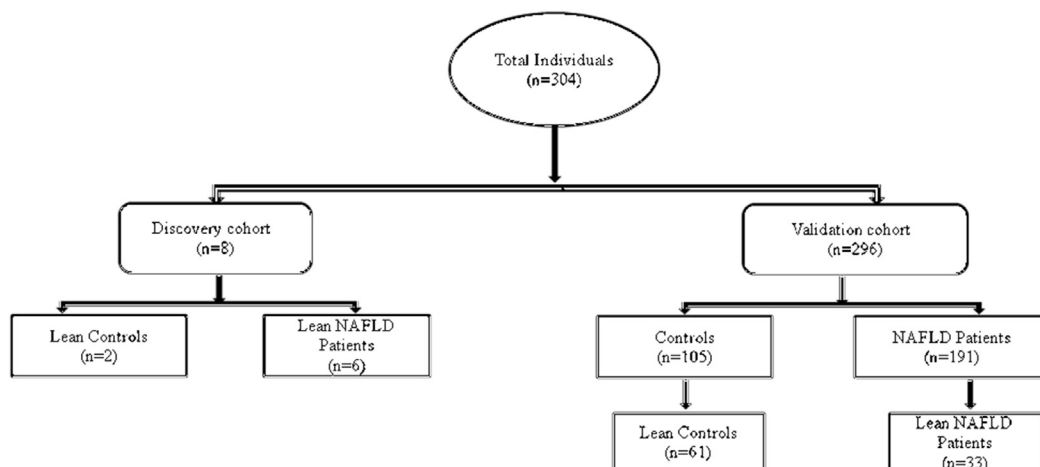 Total Individuals
(n=304)
Discovery cohort
(n=8)
Validation cohort
(n=296)
Lean Controls
(n=2)
Lean NAFLD
Patients
(n=6)
Controls
(n=105)
NAFLD Patients
(n=191)
Lean Controls
(n=61)
Lean NAFLD
Patients
(n=33)